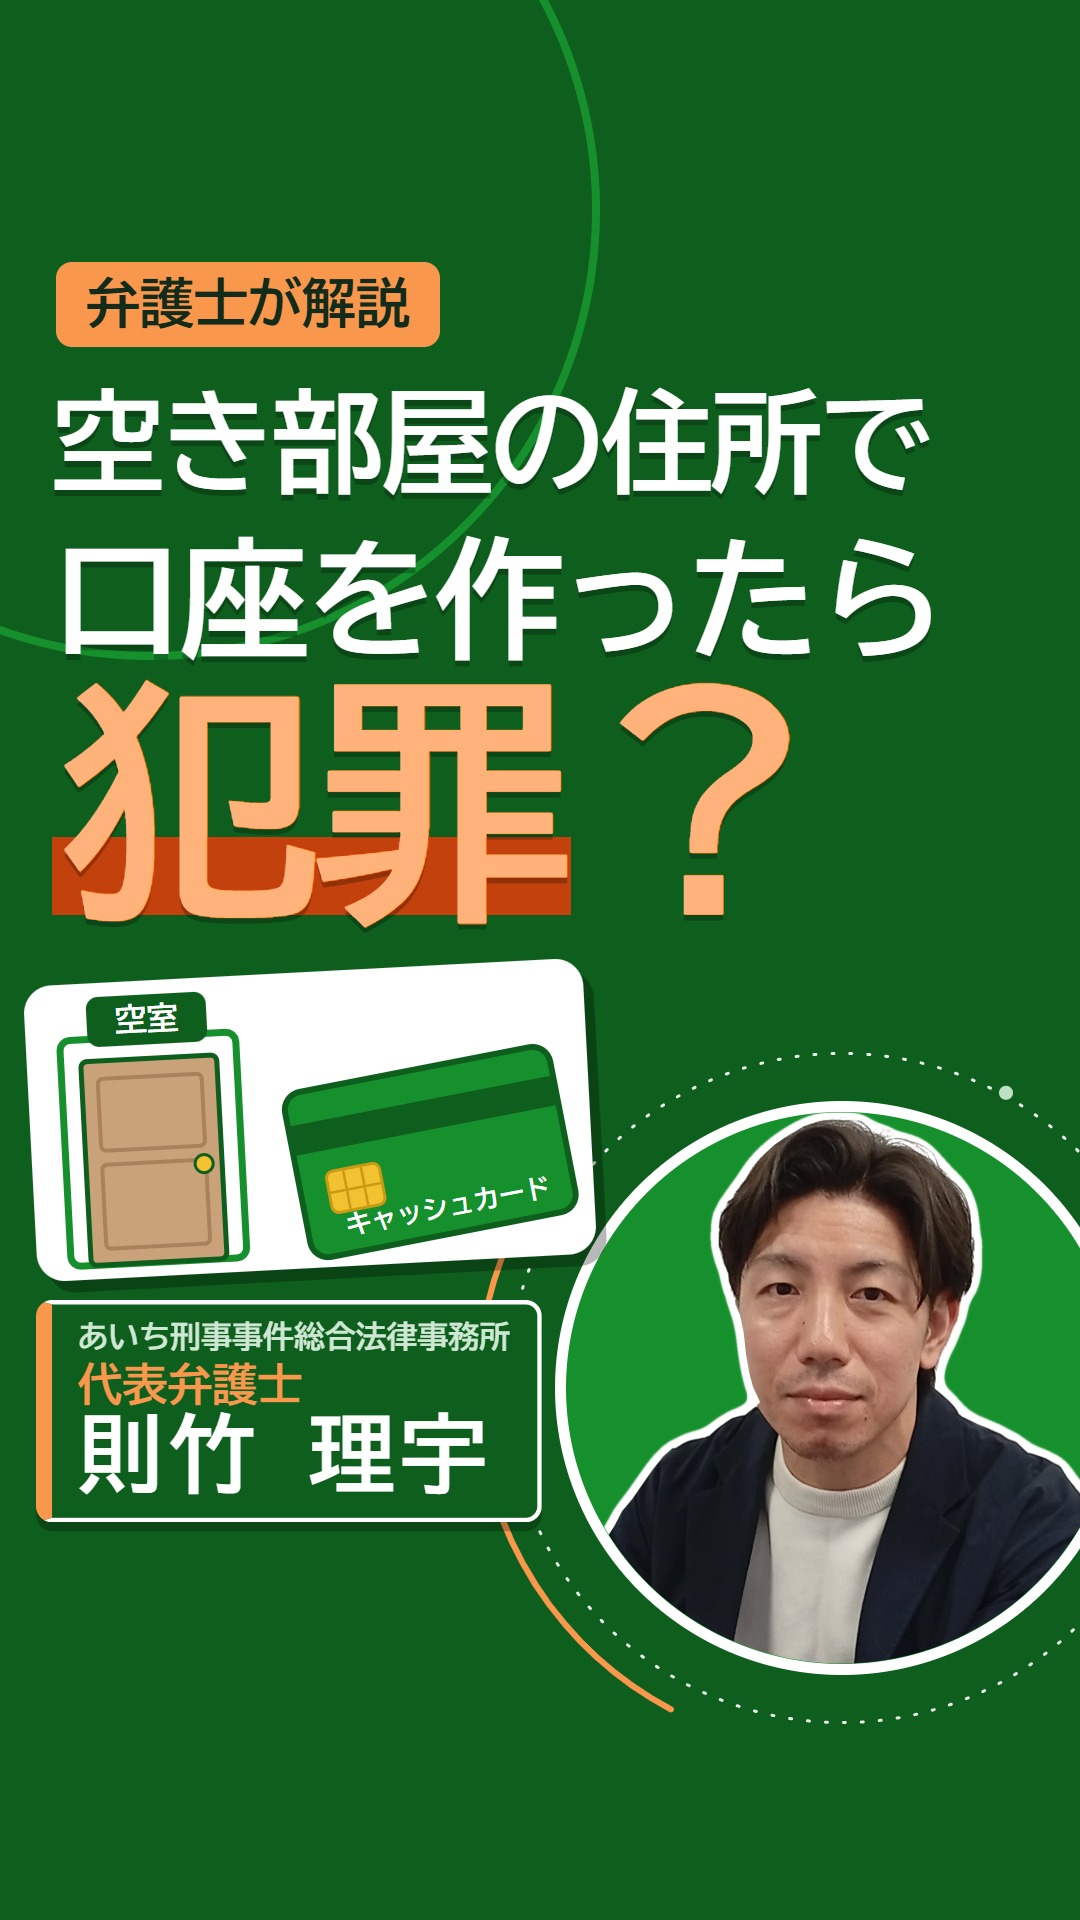 弁護士が解説
空き部屋の住所で
口座を作ったら
犯罪？
空室
キャッシュカード
あいち刑事事件総合法律事務所
代表弁護士
則竹　理宇